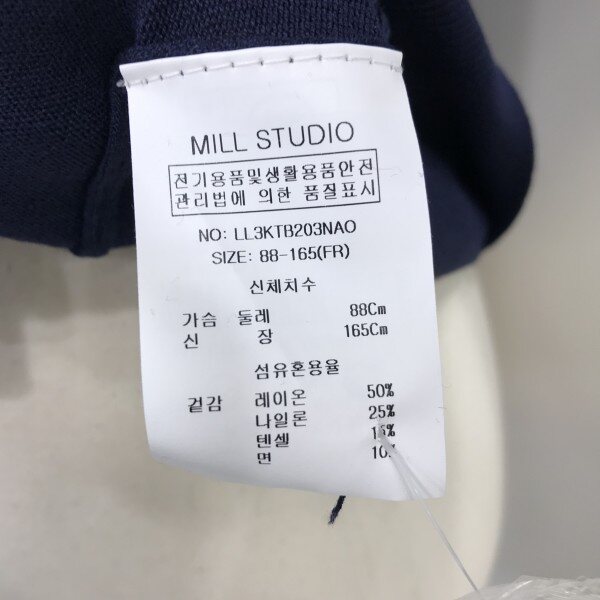 MILL STUDIO
전기용품및생활용품안전
관리법에 의한 품질표시
NO: LL3KTB203NAO
SIZE: 88-165(FR)
신체치수
가슴 둘레 88Cm
신 장 165Cm
섬유혼용율
겉감 레이온 50%
나일론 25%
텐셀 15%
면 10%